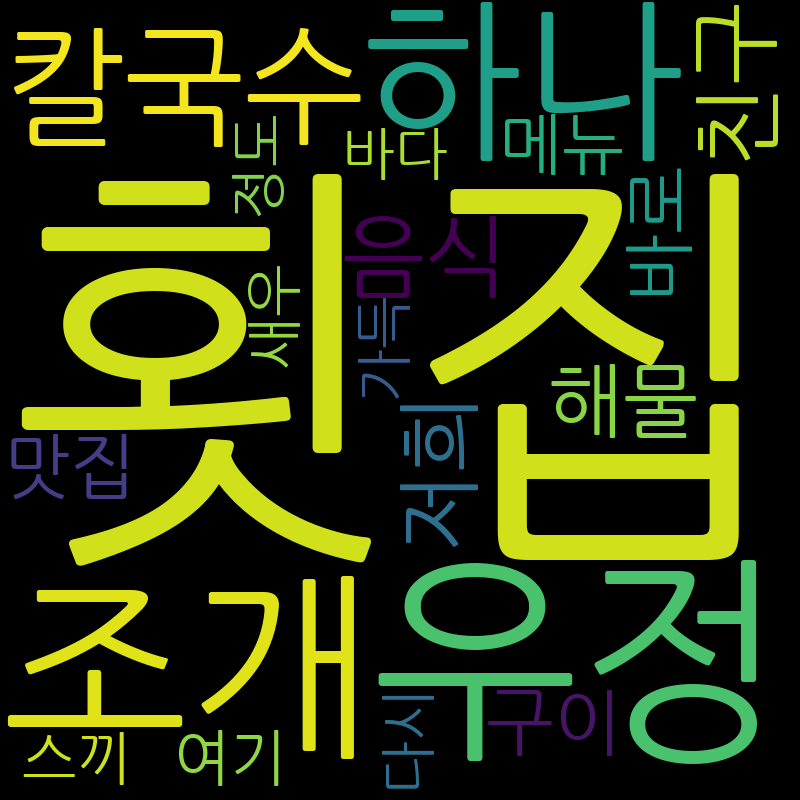 칼국수
하나
친구
정도
바다
메뉴
횟집
바로
음식
새우
가득
해물
저희
맛집
조개
우정
다시
구이
스끼
여기